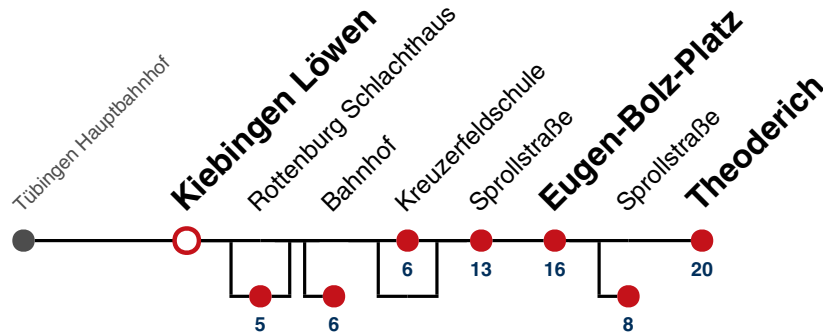 Tübingen Hauptbahnhof
Kiebingen Löwen
Rottenburg Schlachthaus
Bahnhof
Kreuzerfeldschule
Sprollstraße
Eugen-Bolz-Platz
Sprollstraße
Theoderich
6 13 16 20
5 6 8